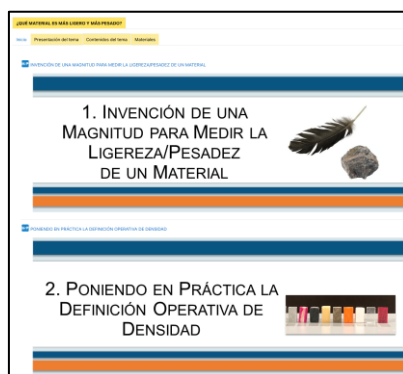 ¿QUÉ MATERIAL ES MÁS LIGERO Y MÁS PESADO?
Inicio Presentación del tema Contenidos del tema Materiales
INVENCIÓN DE UNA MAGNITUD PARA MEDIR LA LIGEREZA/PESADEZ DE UN MATERIAL
1. INVENCIÓN DE UNA
MAGNITUD PARA MEDIR LA
LIGEREZA/PESADEZ
DE UN MATERIAL
PONIENDO EN PRÁCTICA LA DEFINICIÓN OPERATIVA DE DENSIDAD
2. PONIENDO EN PRÁCTICA LA
DEFINICIÓN OPERATIVA DE
DENSIDAD